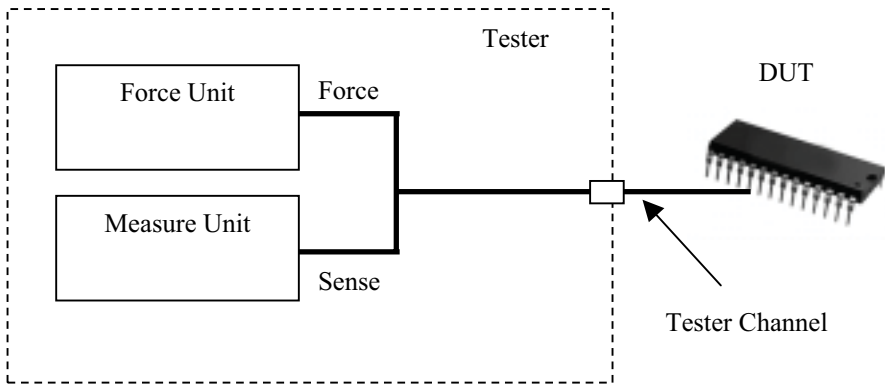 Tester
DUT
Force Unit
Force
Measure Unit
Sense
Tester Channel